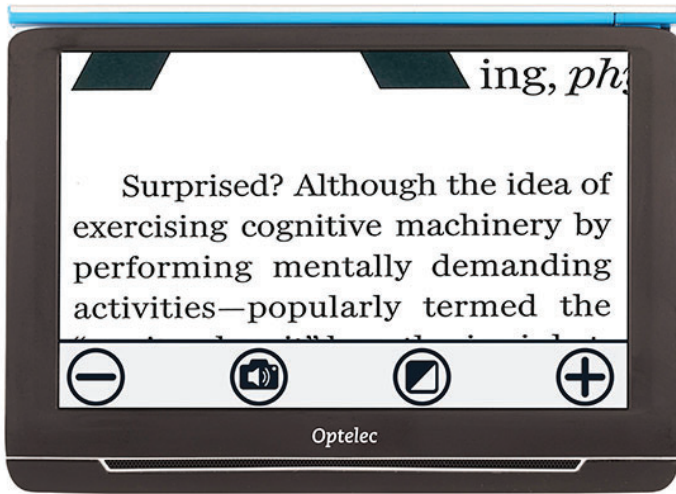 ing,
Surprised? Although the idea of
exercising cognitive machinery by
performing mentally demanding
activities—popularly termed the
Optelec